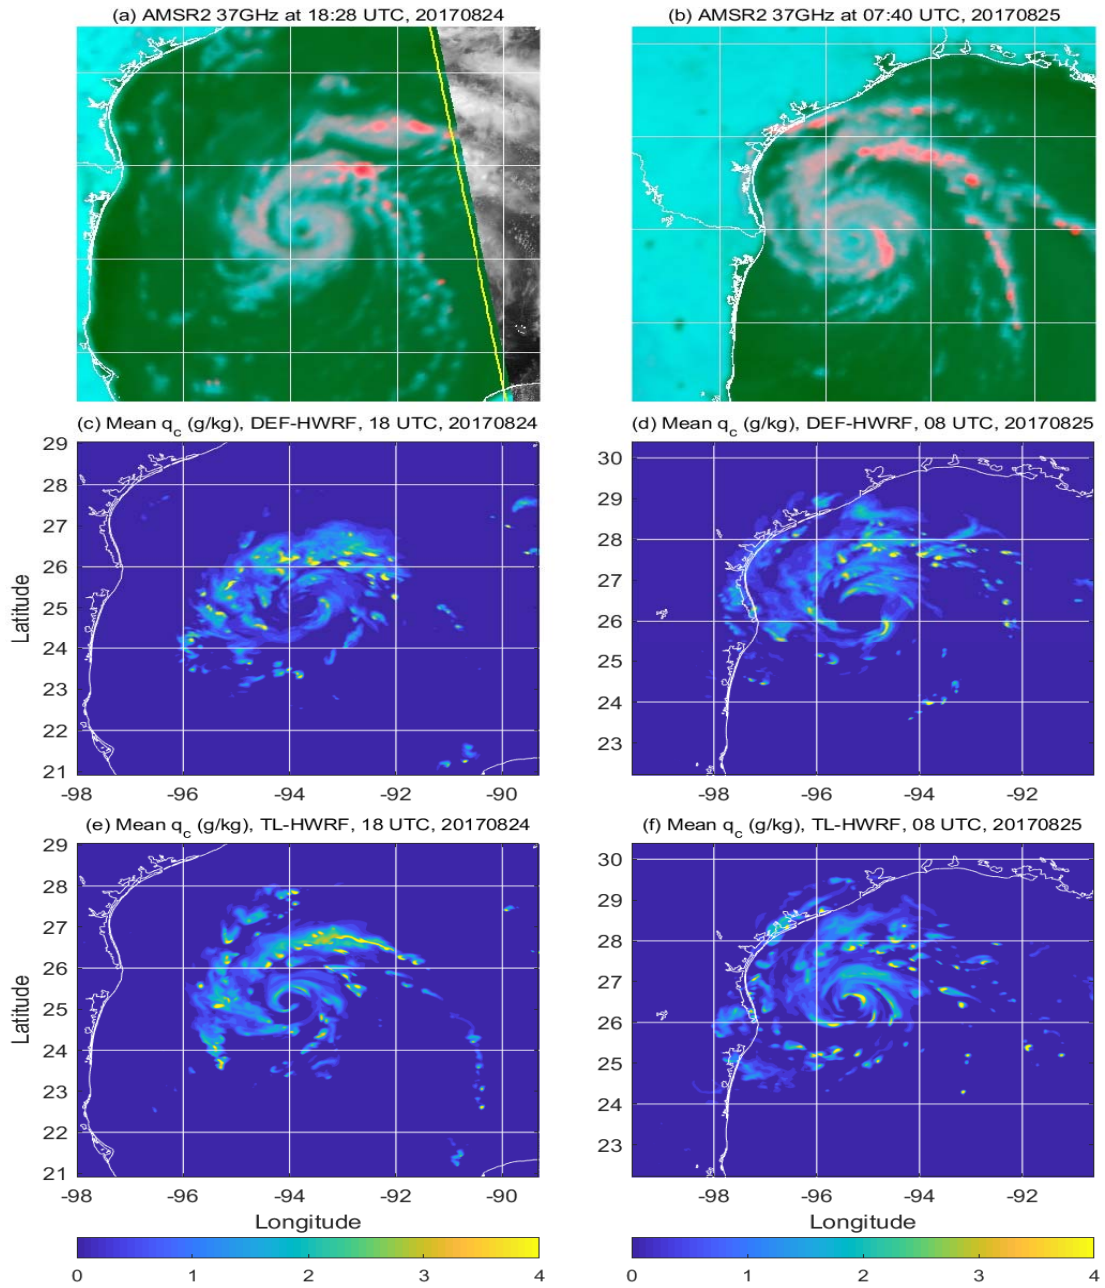 (a) AMSR2 37GHz at 18:28 UTC, 20170824
(b) AMSR2 37GHz at 07:40 UTC, 20170825
(c) Mean q_c (g/kg), DEF-HWRF, 18 UTC, 20170824
29
28
27
26
25
24
23
22
21
Latitude
-98 -96 -94 -92 -90
(d) Mean q_c (g/kg), DEF-HWRF, 08 UTC, 20170825
30
29
28
27
26
25
24
23
-98 -96 -94 -92
(e) Mean q_c (g/kg), TL-HWRF, 18 UTC, 20170824
29
28
27
26
25
24
23
22
21
Latitude
-98 -96 -94 -92 -90
Longitude
(f) Mean q_c (g/kg), TL-HWRF, 08 UTC, 20170825
30
29
28
27
26
25
24
23
-98 -96 -94 -92
Longitude
0 1 2 3 4
0 1 2 3 4